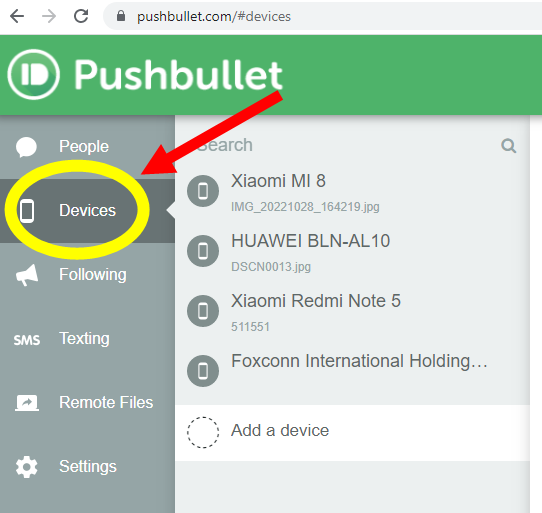 pushbullet.com/#devices
Pushbullet
People
Devices
Following
SMS Texting
Remote Files
Settings
Search
Xiaomi MI 8
IMG_20221028_164219.jpg
HUAWEI BLN-AL10
DSCN0013.jpg
Xiaomi Redmi Note 5
511551
Foxconn International Holding…
Add a device